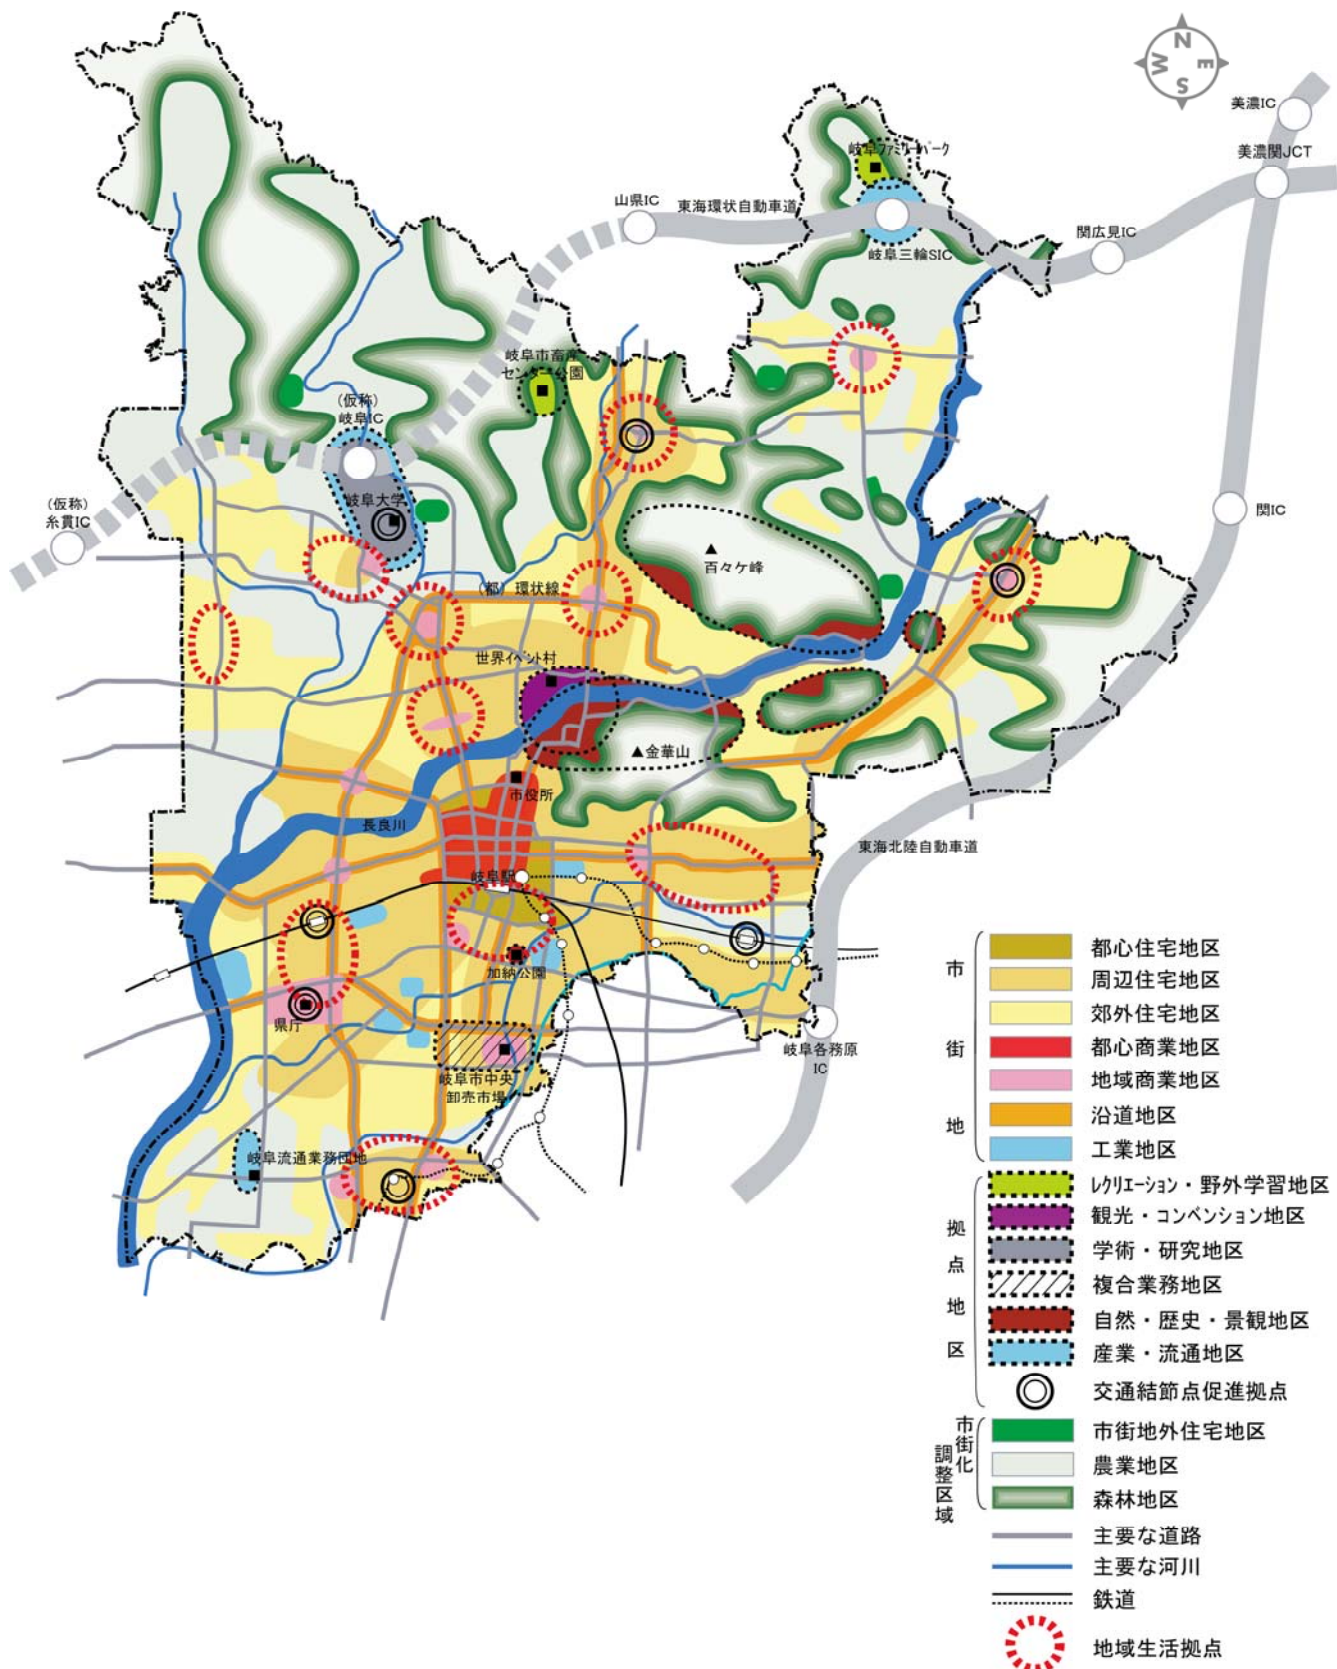 N
W
E
S
美濃IC
美濃関JCT
岐阜ファミリーパーク
山県IC
東海環状自動車道
関広見IC
岐阜三輪SIC
岐阜市畜産
センター公園
(仮称)
岐阜IC
岐阜大学
(仮称)
糸貫IC
関IC
百々ケ峰
(都)環状線
世界イベント村
金華山
市役所
長良川
東海北陸自動車道
岐阜駅
加納公園
県庁
岐阜各務原
IC
岐阜市中央
卸売市場
岐阜流通業務団地
市街地
都心住宅地区
周辺住宅地区
郊外住宅地区
都心商業地区
地域商業地区
沿道地区
工業地区
拠点地区
レクリエーション・野外学習地区
観光・コンベンション地区
学術・研究地区
複合業務地区
自然・歴史・景観地区
産業・流通地区
交通結節点促進拠点
市街化
調整区域
市街地外住宅地区
農業地区
森林地区
主要な道路
主要な河川
鉄道
地域生活拠点